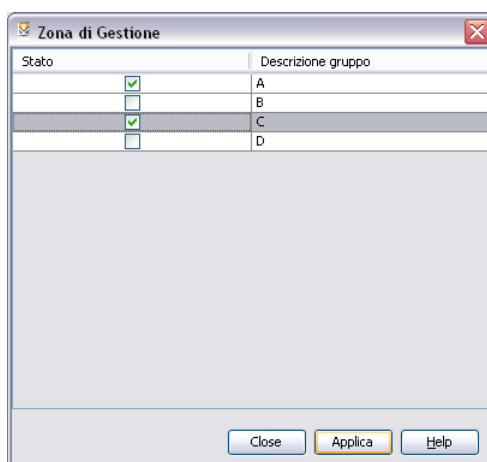 Zona di Gestione
Stato Descrizione gruppo
A
B
C
D
Close Applica Help